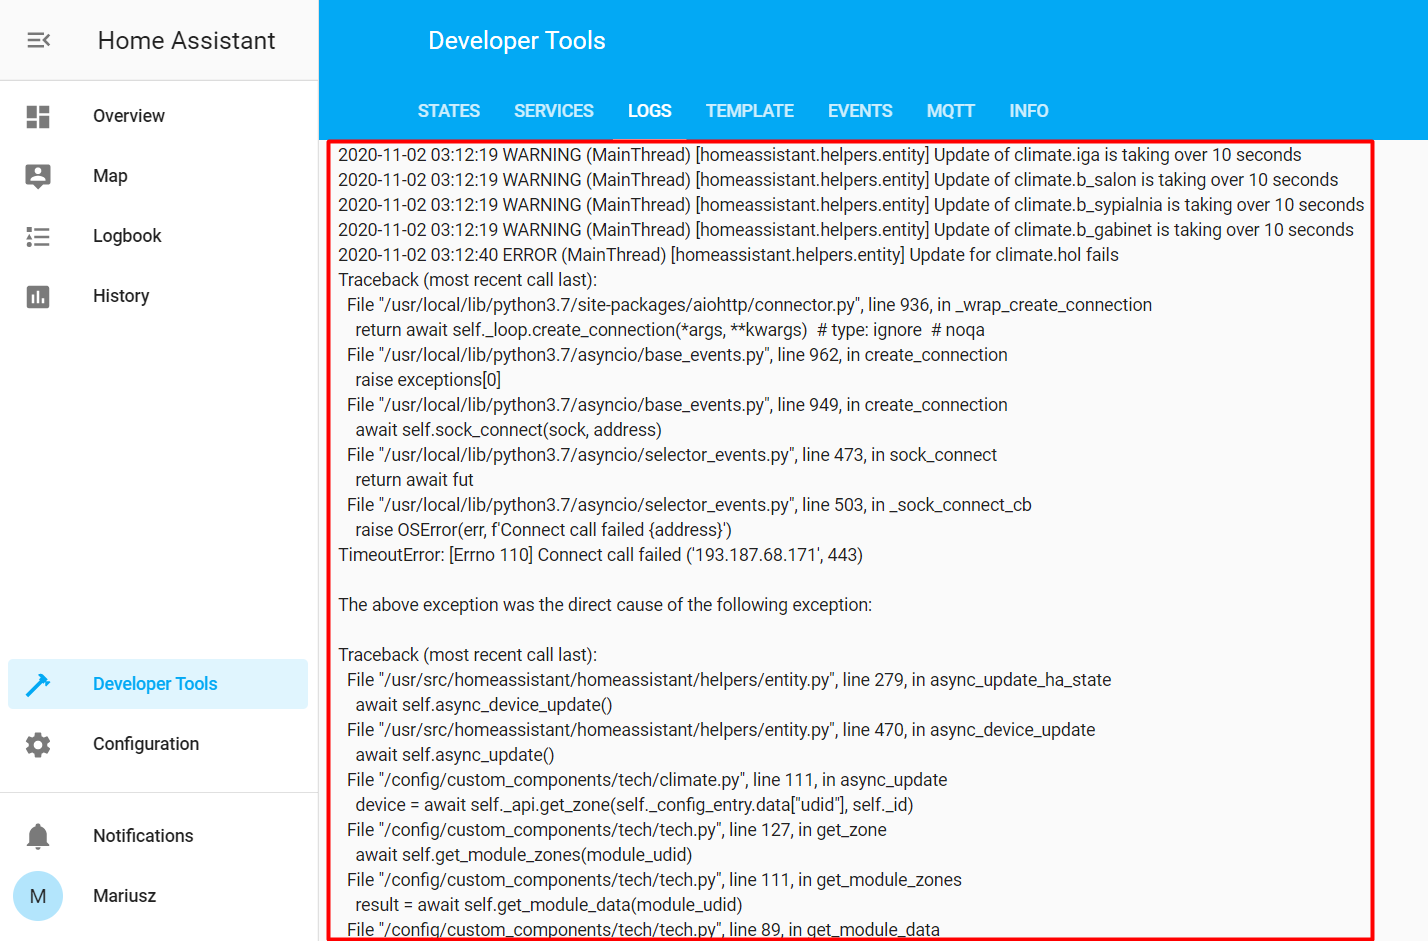 Home Assistant
Developer Tools
STATES SERVICES LOGS TEMPLATE EVENTS MQTT INFO
Overview
Map
Logbook
History
Developer Tools
Configuration
Notifications
M Mariusz
2020-11-02 03:12:19 WARNING (MainThread) [homeassistant.helpers.entity] Update of climate.iga is taking over 10 seconds
2020-11-02 03:12:19 WARNING (MainThread) [homeassistant.helpers.entity] Update of climate.b_salon is taking over 10 seconds
2020-11-02 03:12:19 WARNING (MainThread) [homeassistant.helpers.entity] Update of climate.b_sypialnia is taking over 10 seconds
2020-11-02 03:12:19 WARNING (MainThread) [homeassistant.helpers.entity] Update of climate.b_gabinet is taking over 10 seconds
2020-11-02 03:12:40 ERROR (MainThread) [homeassistant.helpers.entity] Update for climate.hol fails
Traceback (most recent call last):
File "/usr/local/lib/python3.7/site-packages/aiohttp/connector.py", line 936, in _wrap_create_connection
return await self._loop.create_connection(*args, **kwargs)  # type: ignore  # noqa
File "/usr/local/lib/python3.7/asyncio/base_events.py", line 962, in create_connection
raise exceptions[0]
File "/usr/local/lib/python3.7/asyncio/base_events.py", line 949, in create_connection
await self.sock_connect(sock, address)
File "/usr/local/lib/python3.7/asyncio/selector_events.py", line 473, in sock_connect
return await fut
File "/usr/local/lib/python3.7/asyncio/selector_events.py", line 503, in _sock_connect_cb
raise OSError(err, f'Connect call failed {address}')
TimeoutError: [Errno 110] Connect call failed ('193.187.68.171', 443)
The above exception was the direct cause of the following exception:
Traceback (most recent call last):
File "/usr/src/homeassistant/homeassistant/helpers/entity.py", line 279, in async_update_ha_state
await self.async_device_update()
File "/usr/src/homeassistant/homeassistant/helpers/entity.py", line 470, in async_device_update
await self.async_update()
File "/config/custom_components/tech/climate.py", line 111, in async_update
device = await self._api.get_zone(self._config_entry.data["udid"], self._id)
File "/config/custom_components/tech/tech.py", line 127, in get_zone
await self.get_module_zones(module_udid)
File "/config/custom_components/tech/tech.py", line 111, in get_module_zones
result = await self.get_module_data(module_udid)
File "/config/custom_components/tech/tech.py", line 89, in get_module_data